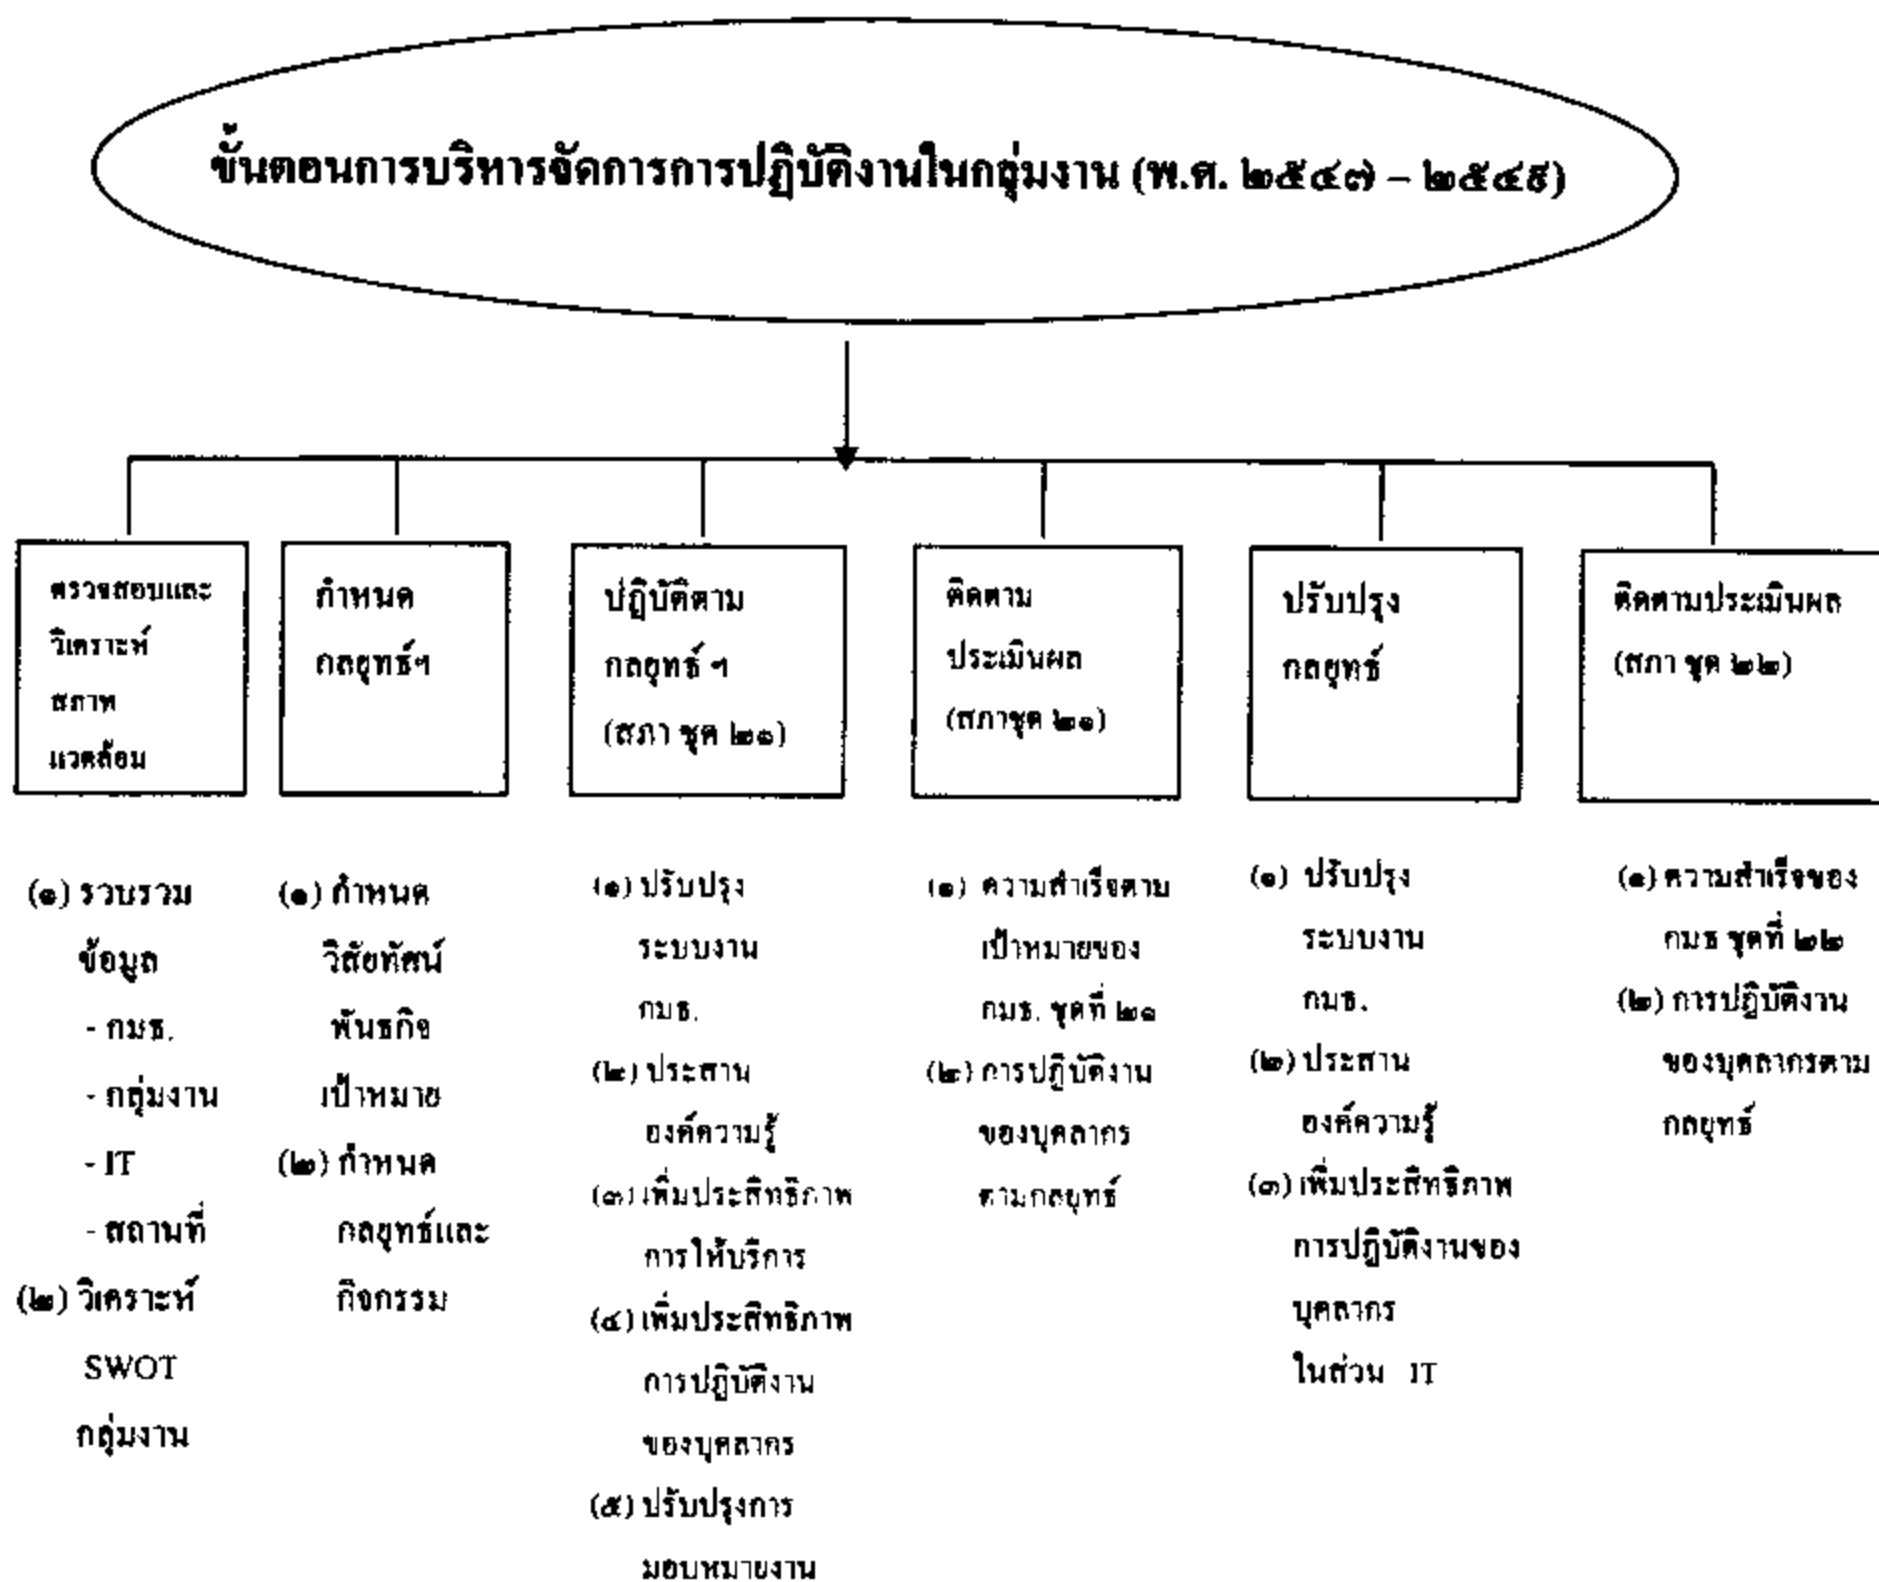 ขั้นตอนการบริหารจัดการการปฏิบัติงานในกลุ่มงาน (พ.ศ. ๒๕๔๗ – ๒๕๔๙)
ตรวจสอบและ
วิเคราะห์
สภาพ
แวดล้อม
กำหนด
กลยุทธ์ฯ
ปฏิบัติตาม
กลยุทธ์ ฯ
(สภา ชุด ๒๑)
ติดตาม
ประเมินผล
(สภาชุด ๒๑)
ปรับปรุง
กลยุทธ์
ติดตามประเมินผล
(สภา ชุด ๒๒)
(๑) รวบรวม
ข้อมูล
- กมธ.
- กลุ่มงาน
- IT
- สถานที่
(๒) วิเคราะห์
SWOT
กลุ่มงาน
(๑) กำหนด
วิสัยทัศน์
พันธกิจ
เป้าหมาย
(๒) กำหนด
กลยุทธ์และ
กิจกรรม
(๑) ปรับปรุง
ระบบงาน
กมธ.
(๒) ประสาน
องค์ความรู้
(๓) เพิ่มประสิทธิภาพ
การให้บริการ
(๔) เพิ่มประสิทธิภาพ
การปฏิบัติงาน
ของบุคลากร
(๕) ปรับปรุงการ
มอบหมายงาน
(๑) ความสำเร็จตาม
เป้าหมายของ
กมธ. ชุดที่ ๒๑
(๒) การปฏิบัติงาน
ของบุคลากร
ตามกลยุทธ์
(๑) ปรับปรุง
ระบบงาน
กมธ.
(๒) ประสาน
องค์ความรู้
(๓) เพิ่มประสิทธิภาพ
การปฏิบัติงานของ
บุคลากร
ในส่วน IT
(๑) ความสำเร็จของ
กมธ ชุดที่ ๒๒
(๒) การปฏิบัติงาน
ของบุคลากรตาม
กลยุทธ์